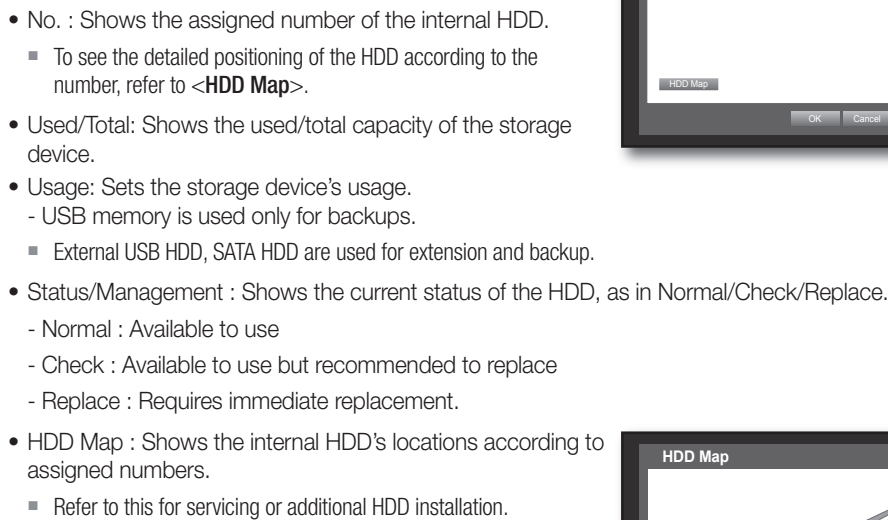 • No. : Shows the assigned number of the internal HDD.
■ To see the detailed positioning of the HDD according to the
number, refer to <HDD Map>.
• Used/Total: Shows the used/total capacity of the storage
device.
• Usage: Sets the storage device's usage.
- USB memory is used only for backups.
■ External USB HDD, SATA HDD are used for extension and backup.
• Status/Management : Shows the current status of the HDD, as in Normal/Check/Replace.
- Normal : Available to use
- Check : Available to use but recommended to replace
- Replace : Requires immediate replacement.
• HDD Map : Shows the internal HDD's locations according to
assigned numbers.
■ Refer to this for servicing or additional HDD installation.
HDD Map
OK Cancel
HDD Map